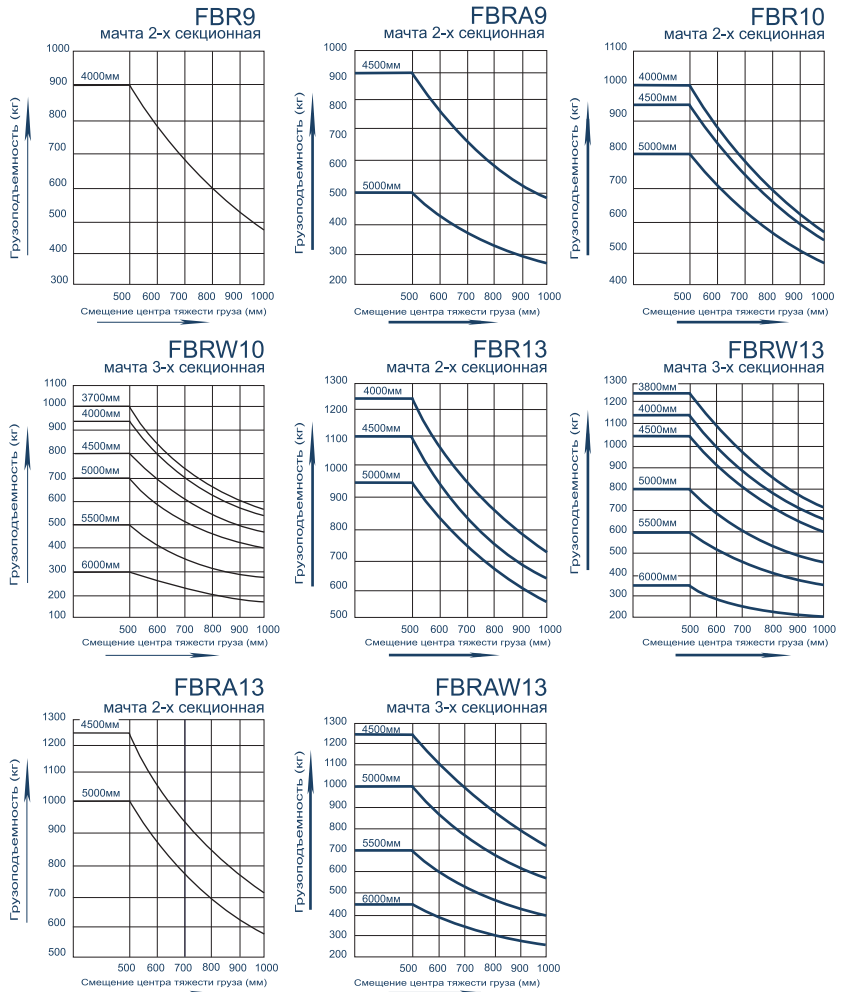 FBR9
мачта 2-х секционная
Грузоподъемность (кг)
1000
900
800
700
600
500
400
300
4000мм
500 600 700 800 900 1000
Смещение центра тяжести груза (мм)
FBRA9
мачта 2-х секционная
Грузоподъемность (кг)
1000
900
800
700
600
500
400
300
200
4500мм
5000мм
500 600 700 800 900 1000
Смещение центра тяжести груза (мм)
FBR10
мачта 2-х секционная
Грузоподъемность (кг)
1100
1000
900
800
700
600
500
400
4000мм
4500мм
5000мм
500 600 700 800 900 1000
Смещение центра тяжести груза (мм)
FBRW10
мачта 3-х секционная
Грузоподъемность (кг)
1100
1000
900
800
700
600
500
400
300
200
100
3700мм
4000мм
4500мм
5000мм
5500мм
6000мм
500 600 700 800 900 1000
Смещение центра тяжести груза (мм)
FBR13
мачта 2-х секционная
Грузоподъемность (кг)
1300
1200
1100
1000
900
800
700
600
500
4000мм
4500мм
5000мм
500 600 700 800 900 1000
Смещение центра тяжести груза (мм)
FBRW13
мачта 3-х секционная
Грузоподъемность (кг)
1300
1200
1100
1000
900
800
700
600
500
400
300
200
3800мм
4000мм
4500мм
5000мм
5500мм
6000мм
500 600 700 800 900 1000
Смещение центра тяжести груза (мм)
FBRA13
мачта 2-х секционная
Грузоподъемность (кг)
1300
1200
1100
1000
900
800
700
600
500
4500мм
5000мм
500 600 700 800 900 1000
Смещение центра тяжести груза (мм)
FBRAW13
мачта 3-х секционная
Грузоподъемность (кг)
1300
1200
1100
1000
900
800
700
600
500
400
300
200
4500мм
5000мм
5500мм
6000мм
500 600 700 800 900 1000
Смещение центра тяжести груза (мм)